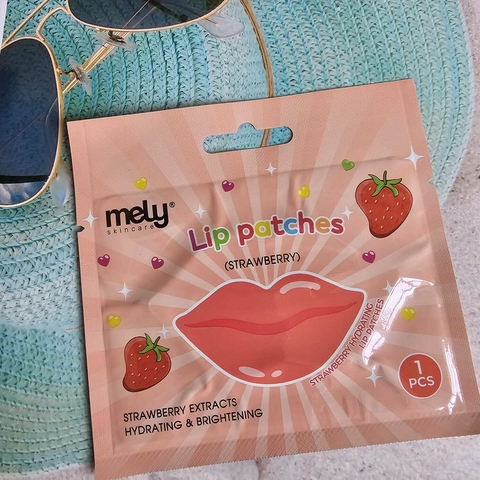 mely®
skincare
Lip patches
(STRAWBERRY)
STRAWBERRY HYDRATING
LIP PATCHES
1
PCS
STRAWBERRY EXTRACTS
HYDRATING & BRIGHTENING